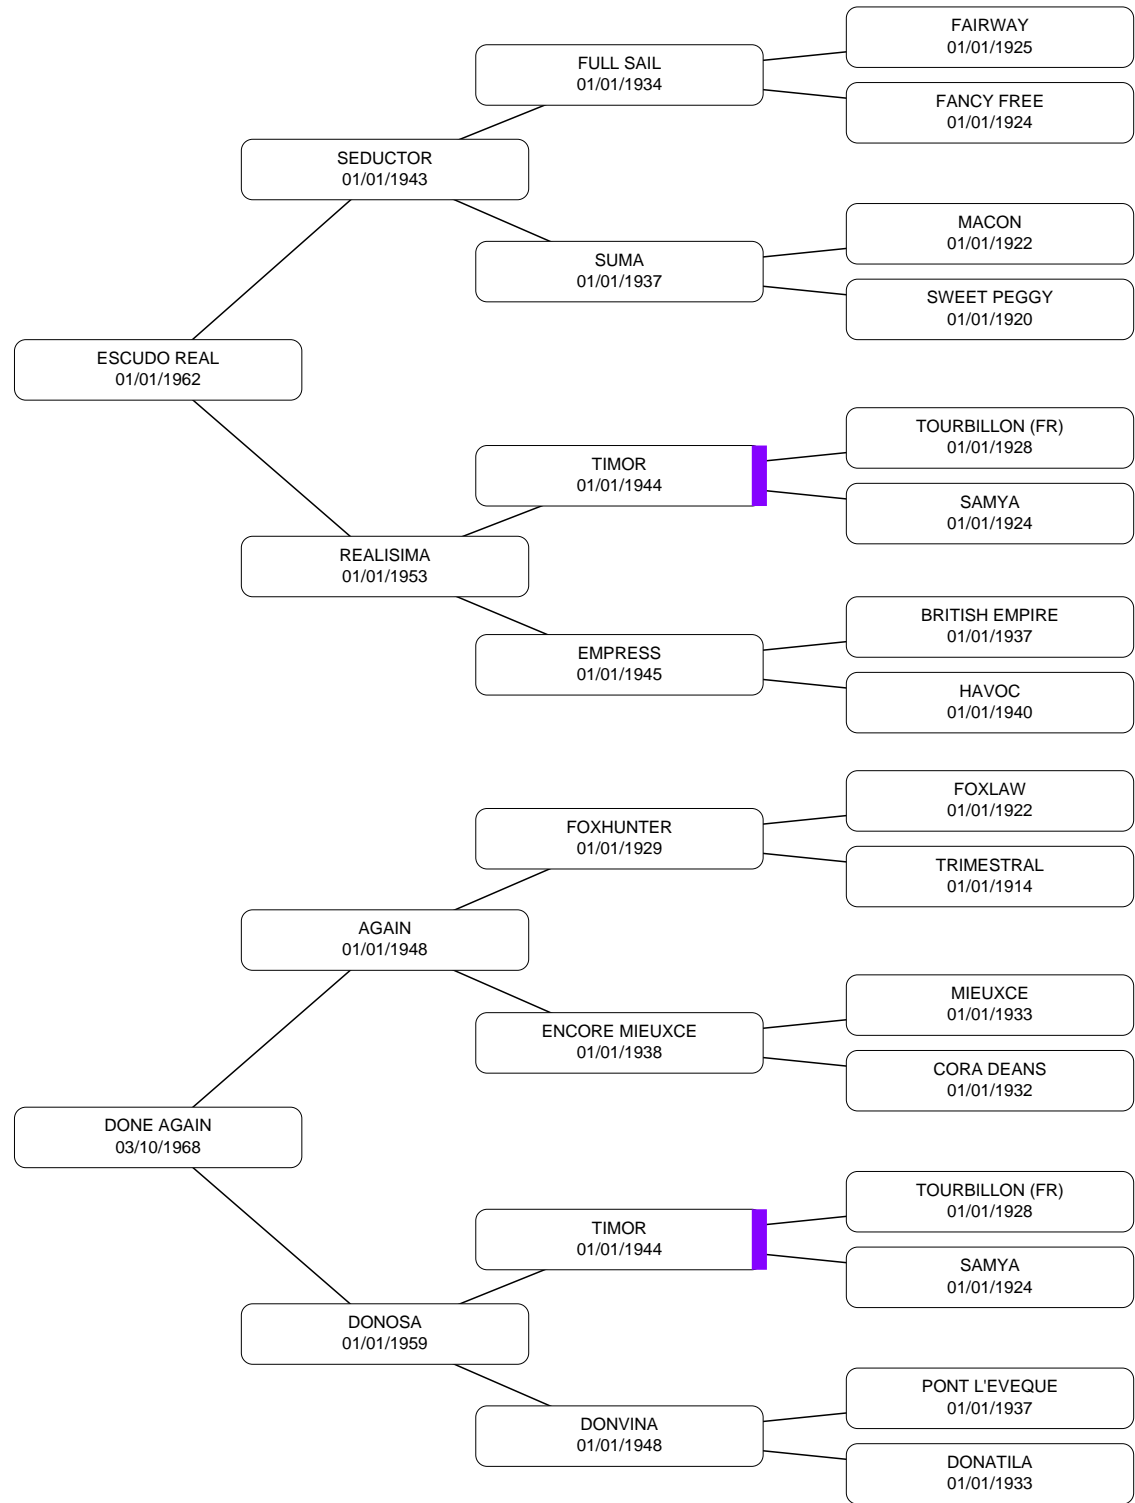 FAIRWAY
01/01/1925
FULL SAIL
01/01/1934
FANCY FREE
01/01/1924
SEDUCTOR
01/01/1943
MACON
01/01/1922
SUMA
01/01/1937
SWEET PEGGY
01/01/1920
ESCUDO REAL
01/01/1962
TOURBILLON (FR)
01/01/1928
TIMOR
01/01/1944
SAMYA
01/01/1924
REALISIMA
01/01/1953
BRITISH EMPIRE
01/01/1937
EMPRESS
01/01/1945
HAVOC
01/01/1940
FOXLAW
01/01/1922
FOXHUNTER
01/01/1929
TRIMESTRAL
01/01/1914
AGAIN
01/01/1948
MIEUXCE
01/01/1933
ENCORE MIEUXCE
01/01/1938
CORA DEANS
01/01/1932
DONE AGAIN
03/10/1968
TOURBILLON (FR)
01/01/1928
TIMOR
01/01/1944
SAMYA
01/01/1924
DONOSA
01/01/1959
PONT L'EVEQUE
01/01/1937
DONVINA
01/01/1948
DONATILA
01/01/1933